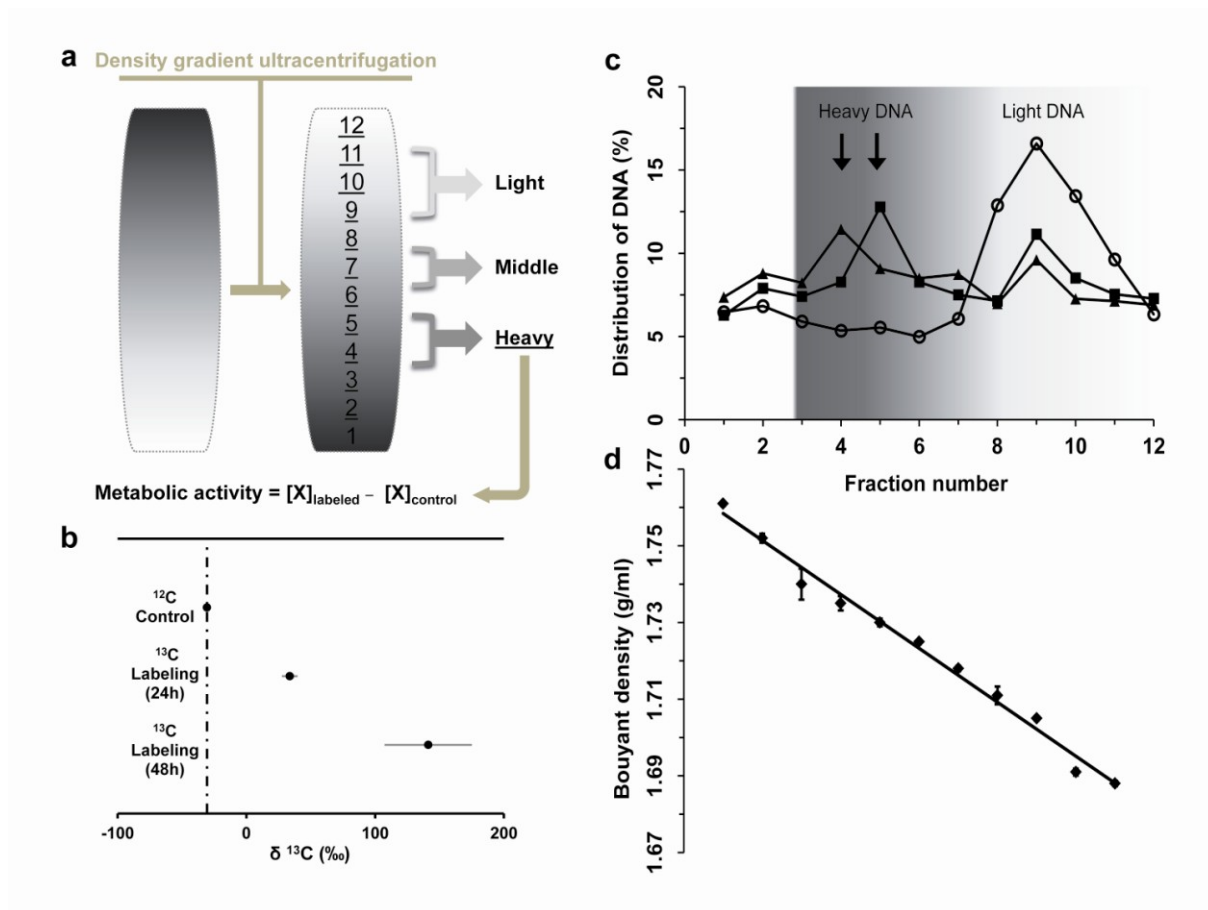 a
Density gradient ultracentrifugation
12
11
10
9
8
7
6
5
4
3
2
1
Light
Middle
Heavy
Metabolic activity = [X]labeled – [X]control
b
12C
Control
13C
Labeling
(24h)
13C
Labeling
(48h)
-100
0
100
200
δ 13C (‰)
c
Distribution of DNA (%)
20
15
10
5
0
Heavy DNA
Light DNA
0
2
4
6
8
10
12
Fraction number
d
Bouyant density (g/ml)
1.77
1.75
1.73
1.71
1.69
1.67